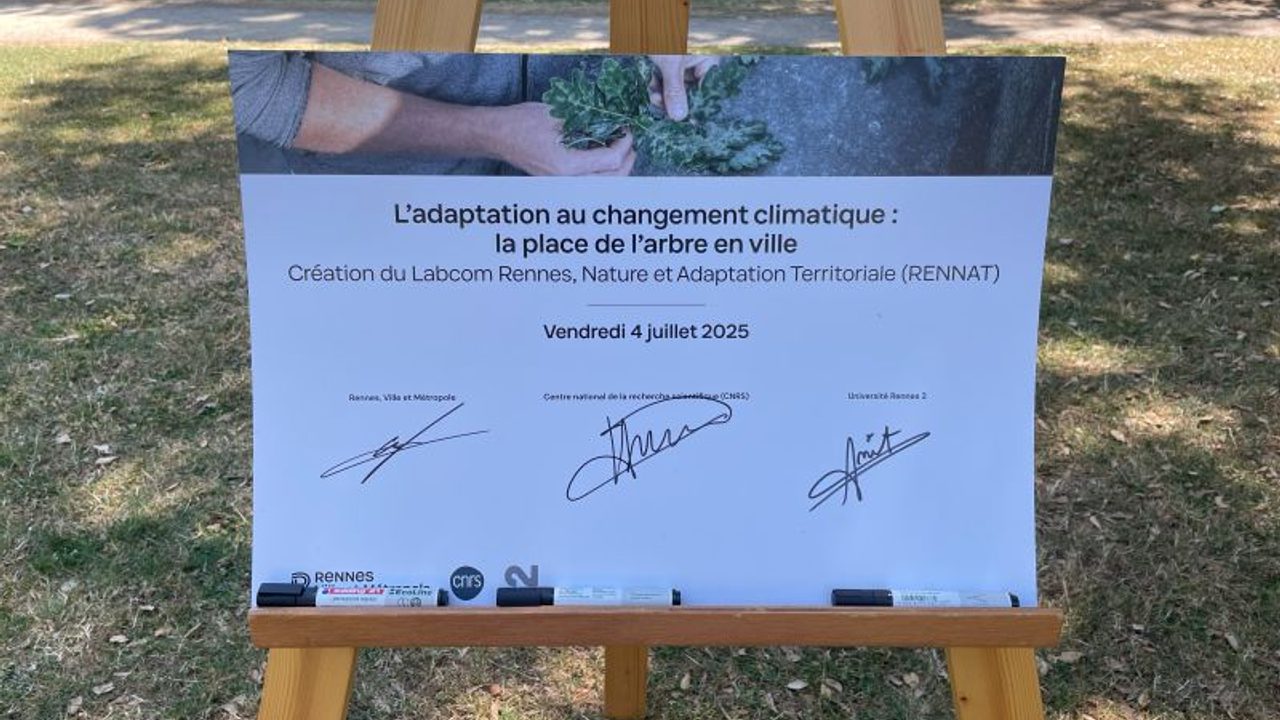 L'adaptation au changement climatique :
la place de l'arbre en ville
Création du Labcom Rennes, Nature et Adaptation Territoriale (RENNAT)
Vendredi 4 juillet 2025
Rennes, Ville et Métropole
Centre national de la recherche scientifique (CNRS)
Université Rennes 2
RENNES
cnrs
2
EcoLine